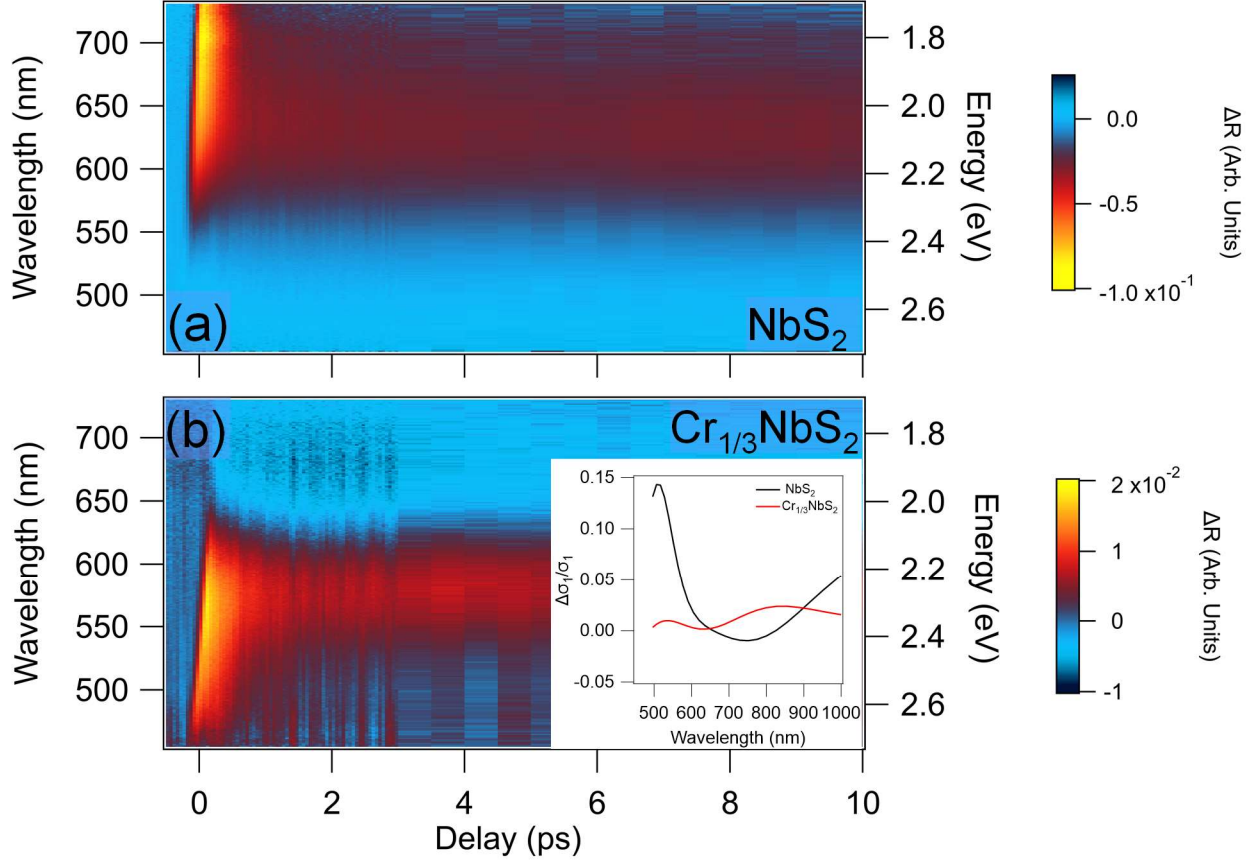 Wavelength (nm)
700
650
600
550
500
1.8
2.0
2.2
2.4
2.6
Energy (eV)
(a)
NbS2
0.0
-0.5
-1.0 x10-1
ΔR (Arb. Units)
Wavelength (nm)
700
650
600
550
500
(b)
Cr1/3NbS2
1.8
2.0
2.2
2.4
2.6
Energy (eV)
0.15
0.10
0.05
0.00
-0.05
Δσ1/σ1
NbS2
Cr1/3NbS2
500 600 700 800 900 1000
Wavelength (nm)
2 x10-2
1
0
-1
ΔR (Arb. Units)
0 2 4 6 8 10
Delay (ps)